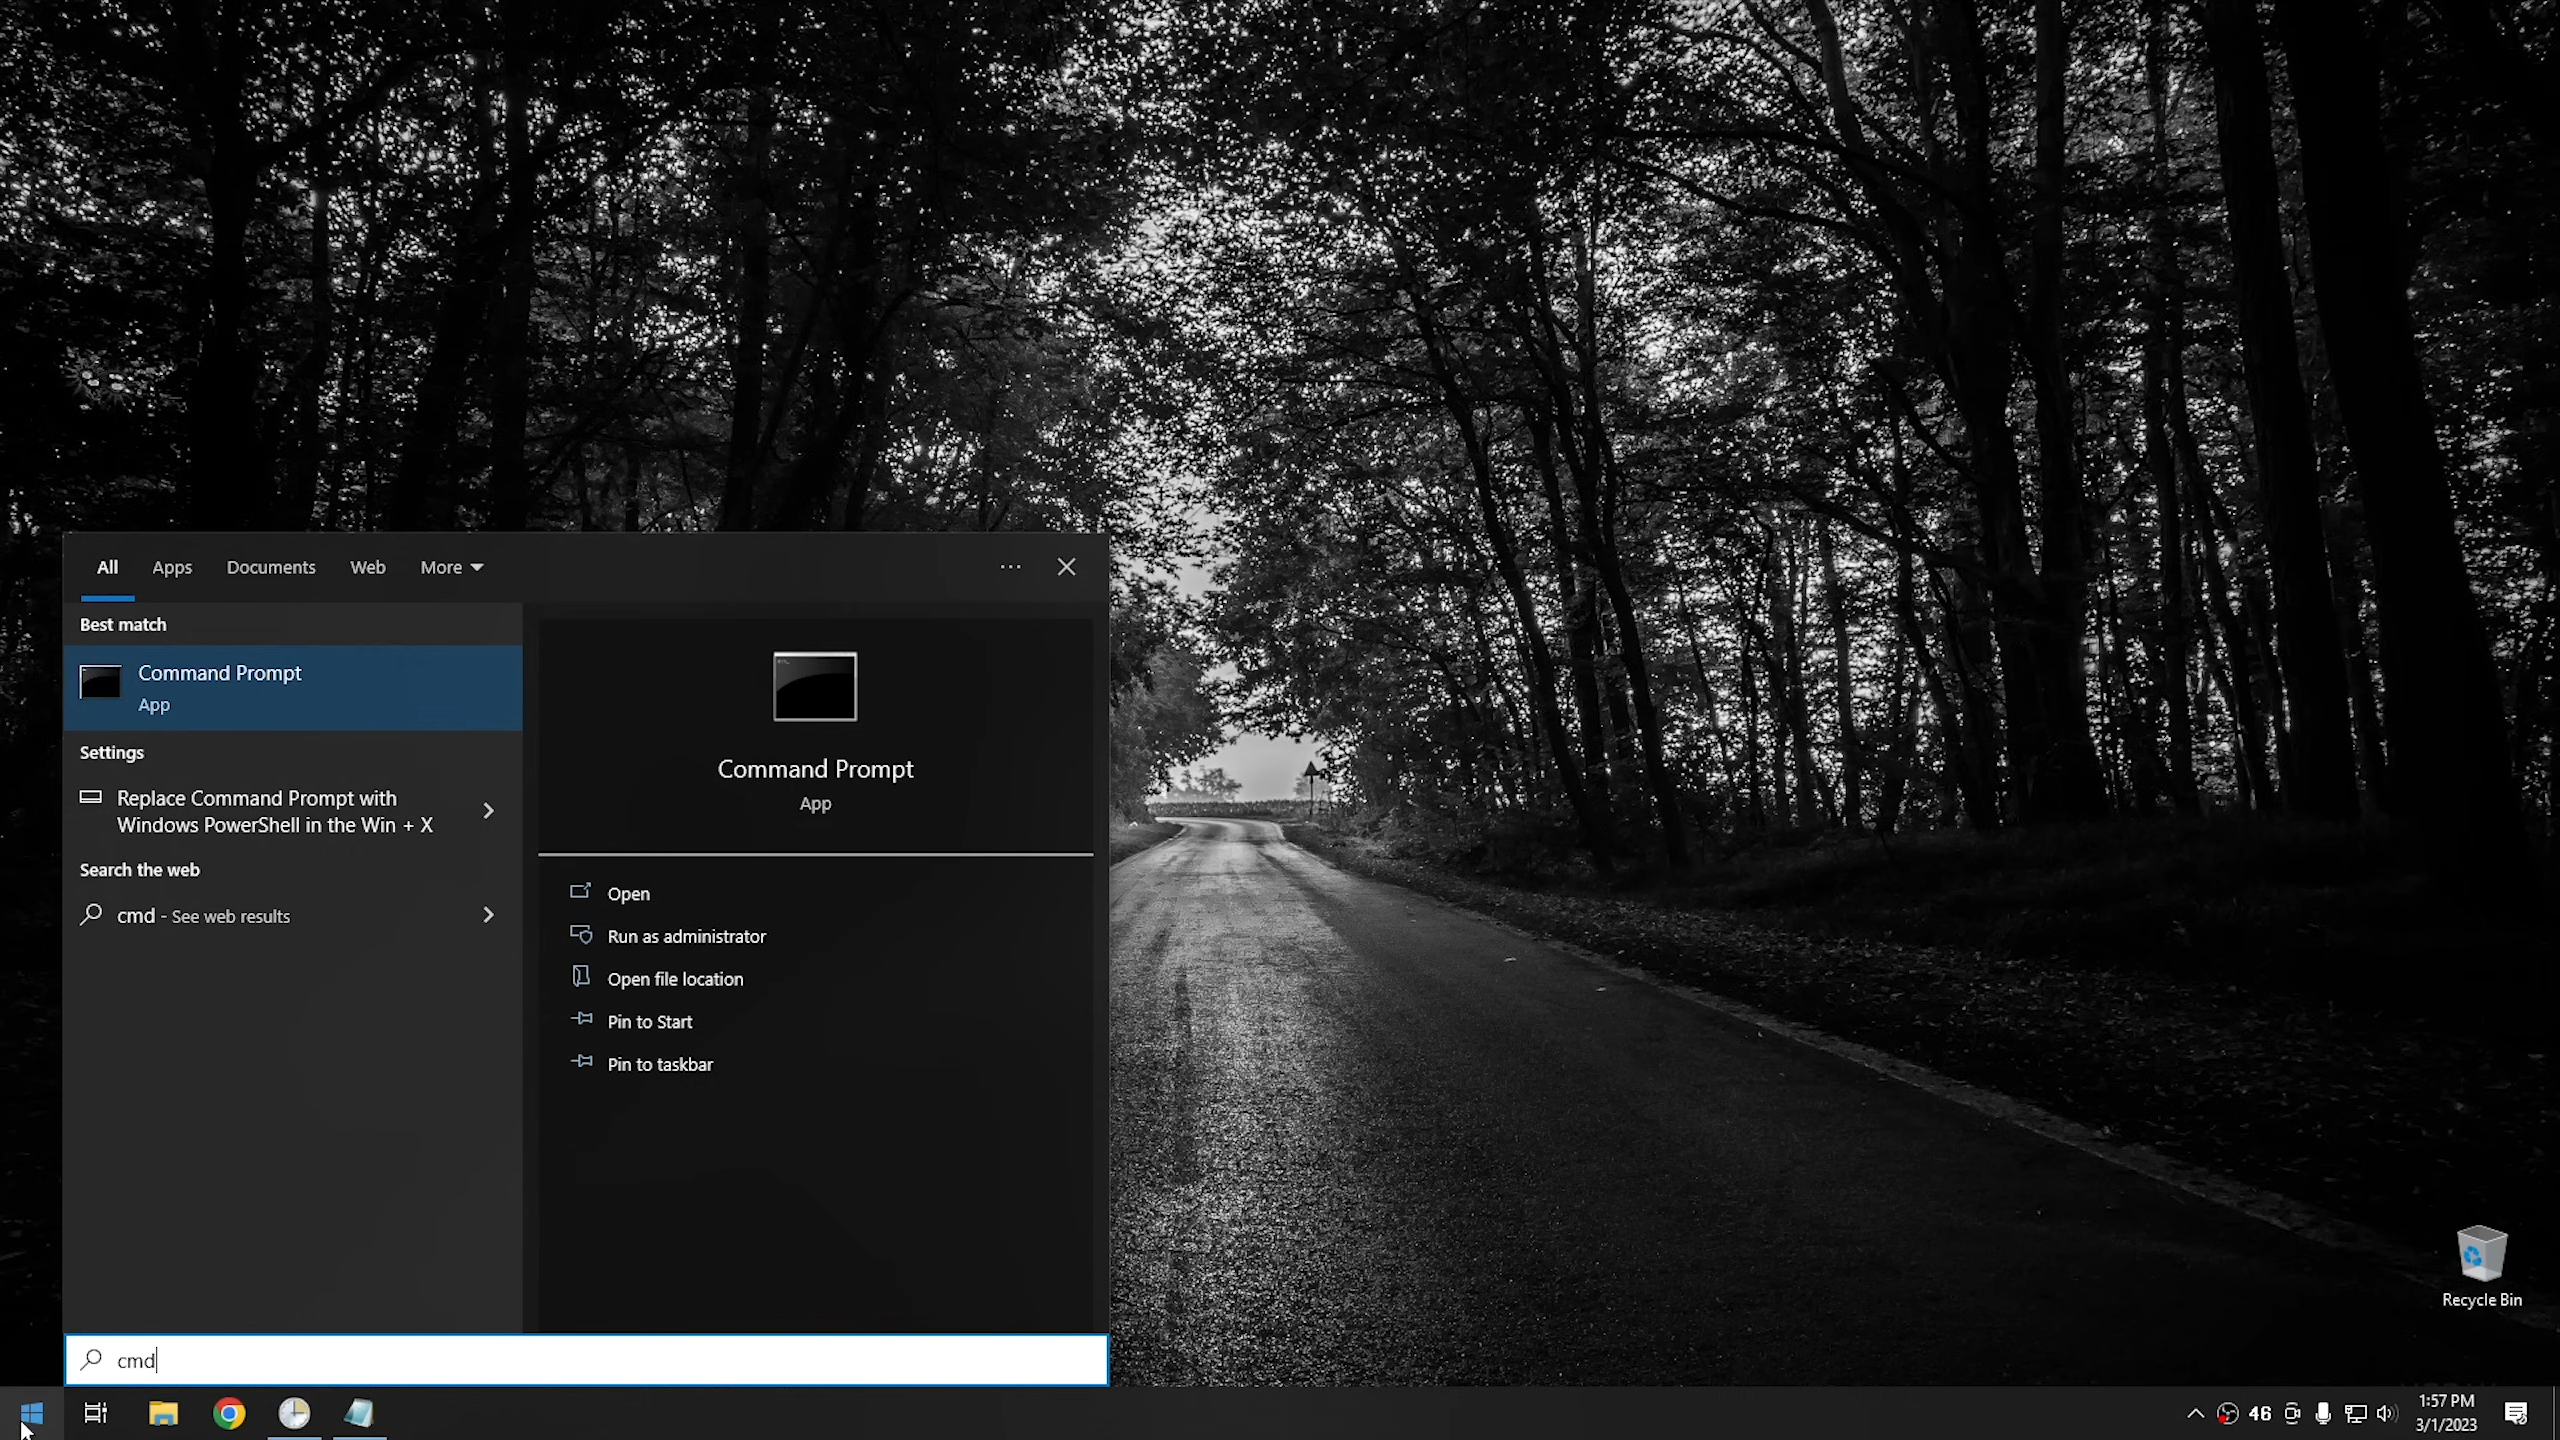 All Apps Documents Web More
Best match
Command Prompt
App
Settings
Replace Command Prompt with
Windows PowerShell in the Win + X
Search the web
cmd - See web results
Command Prompt
App
Open
Run as administrator
Open file location
Pin to Start
Pin to taskbar
cmd
Recycle Bin
46
1:57 PM
3/1/2023